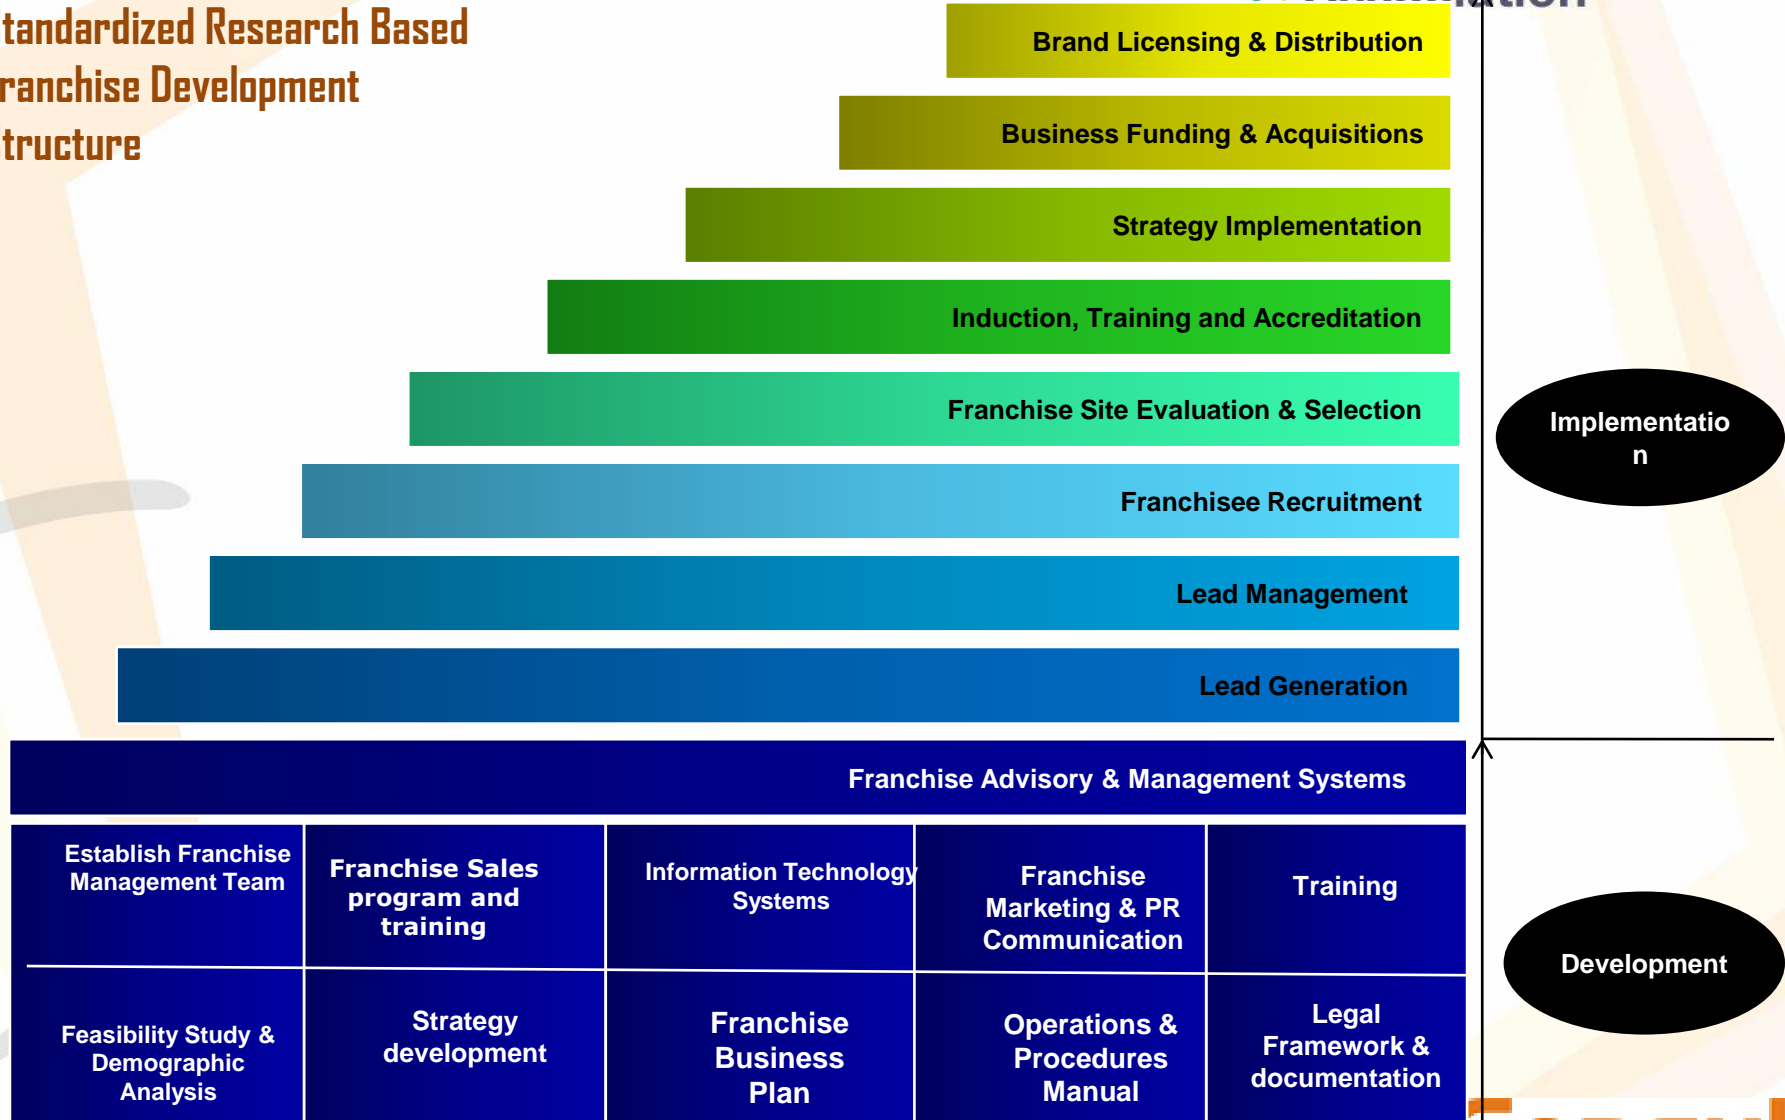 tandardized Research Based
ranchise Development
tructure
Brand Licensing & Distribution
Business Funding & Acquisitions
Strategy Implementation
Induction, Training and Accreditation
Franchise Site Evaluation & Selection
Franchisee Recruitment
Lead Management
Lead Generation
Implementatio
n
Franchise Advisory & Management Systems
Establish Franchise
Management Team
Franchise Sales
program and
training
Information Technology
Systems
Franchise
Marketing & PR
Communication
Training
Development
Feasibility Study &
Demographic
Analysis
Strategy
development
Franchise
Business
Plan
Operations &
Procedures
Manual
Legal
Framework &
documentation